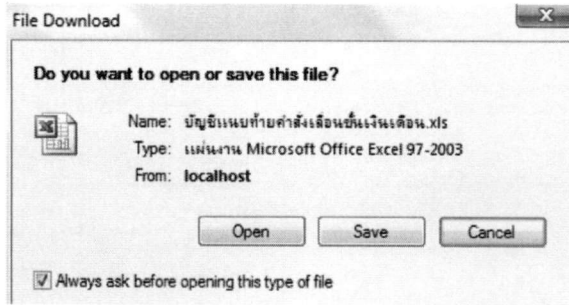 File Download
Do you want to open or save this file?
Name: บัญชีแนบท้ายคำสั่งเลื่อนขั้นเงินเดือน.xls
Type: แผ่นงาน Microsoft Office Excel 97-2003
From: localhost
Open Save Cancel
Always ask before opening this type of file